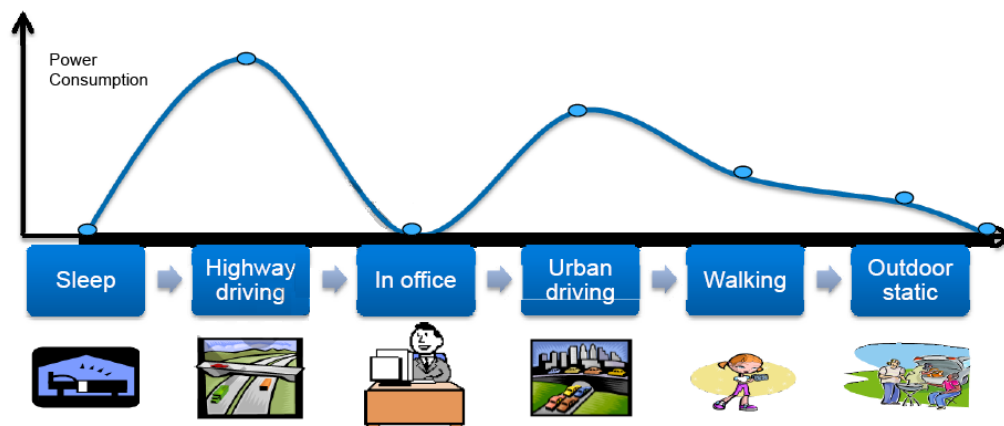 Power
Consumption
Sleep
Highway
driving
In office
Urban
driving
Walking
Outdoor
static